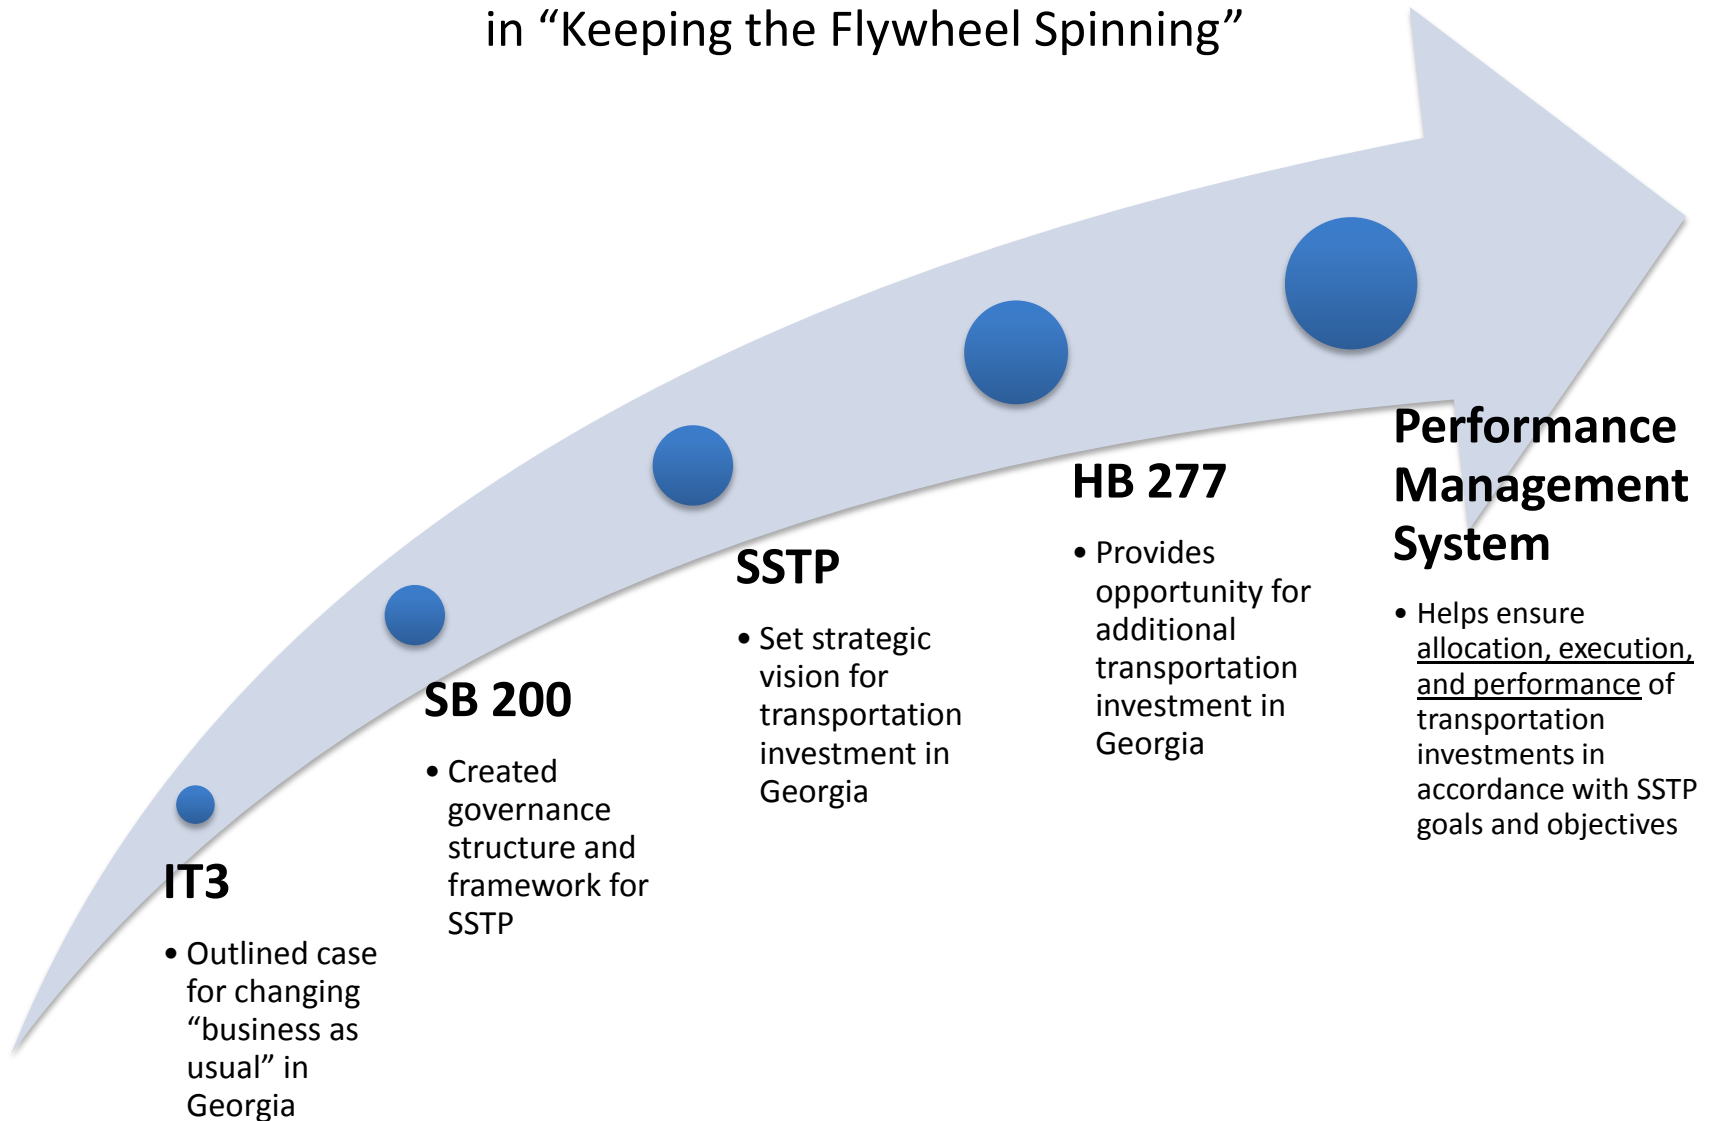 in “Keeping the Flywheel Spinning”
IT3
• Outlined case
for changing
“business as
usual” in
Georgia
SB 200
• Created
governance
structure and
framework for
SSTP
SSTP
• Set strategic
vision for
transportation
investment in
Georgia
HB 277
• Provides
opportunity for
additional
transportation
investment in
Georgia
Performance
Management
System
• Helps ensure
allocation, execution,
and performance of
transportation
investments in
accordance with SSTP
goals and objectives